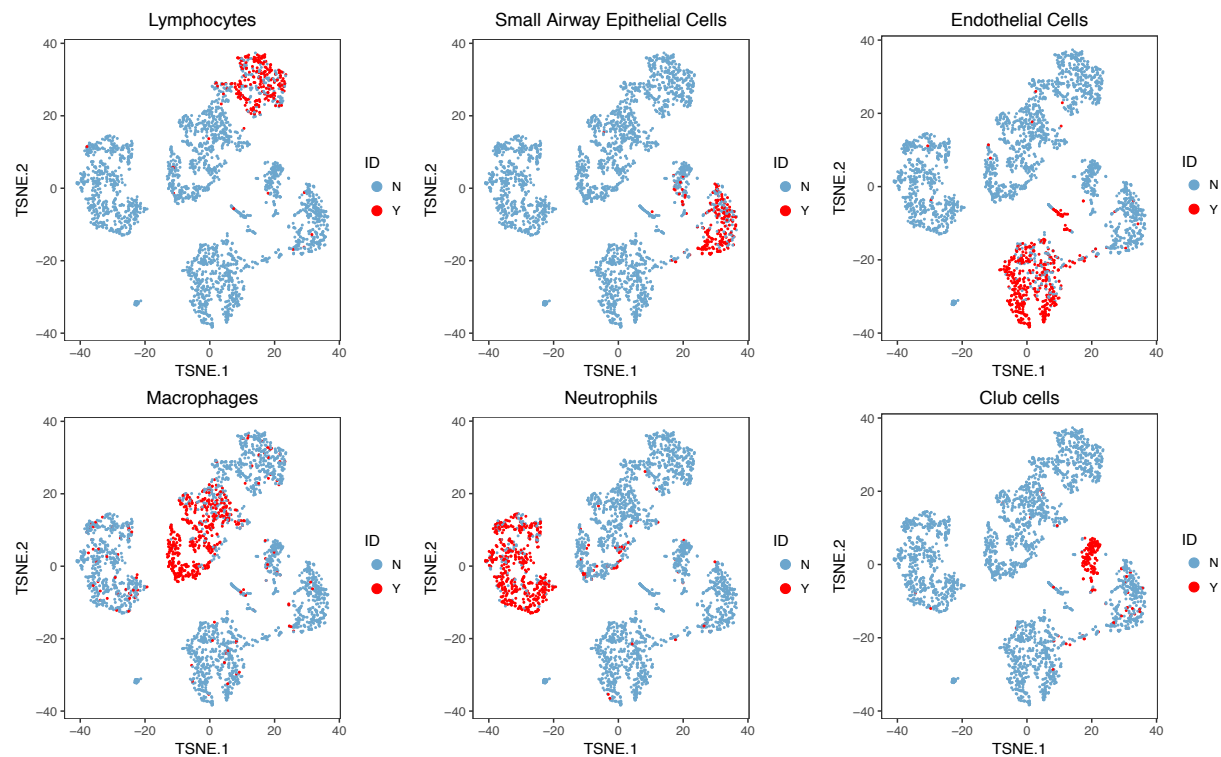 Lymphocytes
40
20
0
−20
−40
TSNE.2
−40 −20 0 20 40
TSNE.1
ID
N
Y
Small Airway Epithelial Cells
40
20
0
−20
−40
TSNE.2
−40 −20 0 20 40
TSNE.1
ID
N
Y
Endothelial Cells
40
20
0
−20
−40
TSNE.2
−40 −20 0 20 40
TSNE.1
ID
N
Y
Macrophages
40
20
0
−20
−40
TSNE.2
−40 −20 0 20 40
TSNE.1
ID
N
Y
Neutrophils
40
20
0
−20
−40
TSNE.2
−40 −20 0 20 40
TSNE.1
ID
N
Y
Club cells
40
20
0
−20
−40
TSNE.2
−40 −20 0 20 40
TSNE.1
ID
N
Y